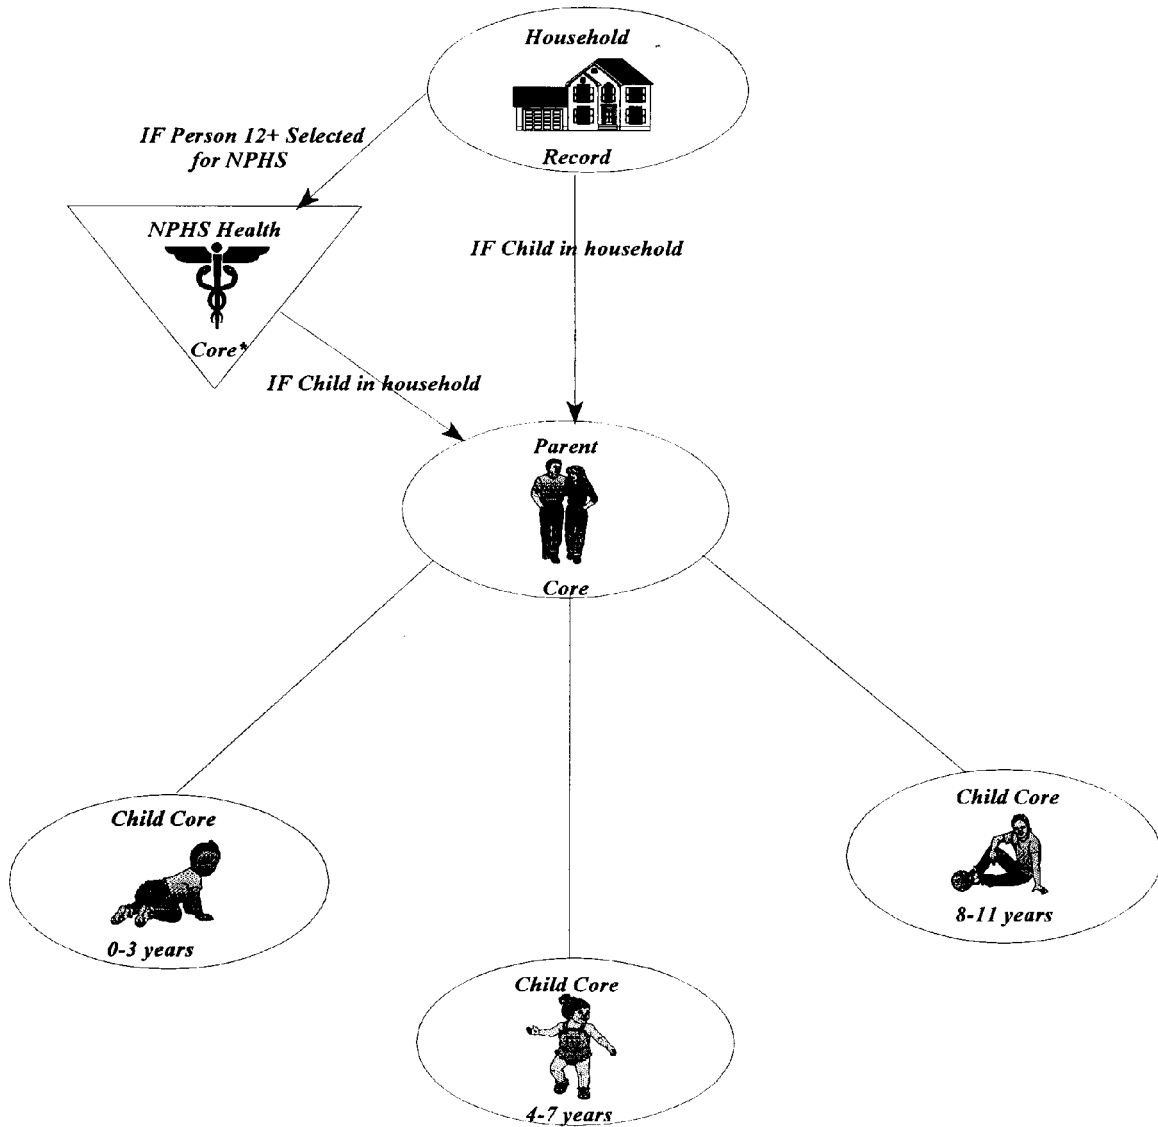 Household
Record
IF Person 12+ Selected
for NPHS
NPHS Health
Core*
IF Child in household
IF Child in household
Parent
Core
Child Core
0-3 years
Child Core
4-7 years
Child Core
8-11 years